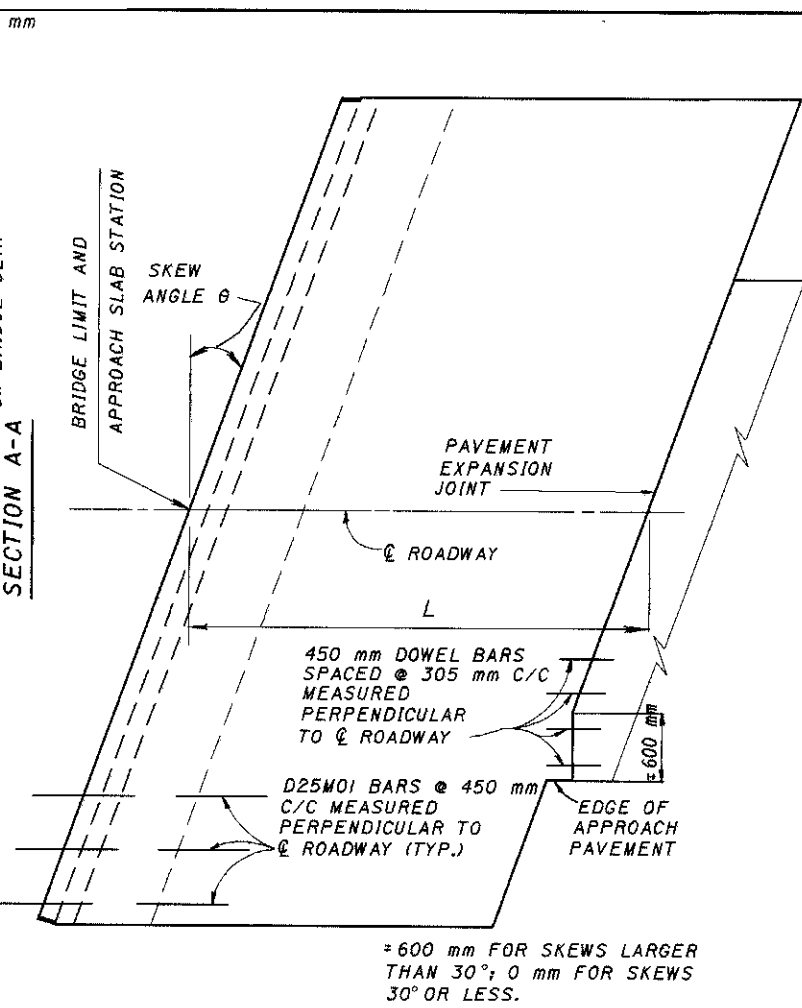 mm
SECTION A-A
BRIDGE LIMIT AND
APPROACH SLAB STATION
SKEW
ANGLE θ
PAVEMENT
EXPANSION
JOINT
℄ ROADWAY
L
450 mm DOWEL BARS
SPACED @ 305 mm C/C
MEASURED
PERPENDICULAR
TO ℄ ROADWAY
600 mm
D25M01 BARS @ 450 mm
C/C MEASURED
PERPENDICULAR TO
℄ ROADWAY (TYP.)
EDGE OF
APPROACH
PAVEMENT
600 mm FOR SKEWS LARGER
THAN 30°; 0 mm FOR SKEWS
30° OR LESS.